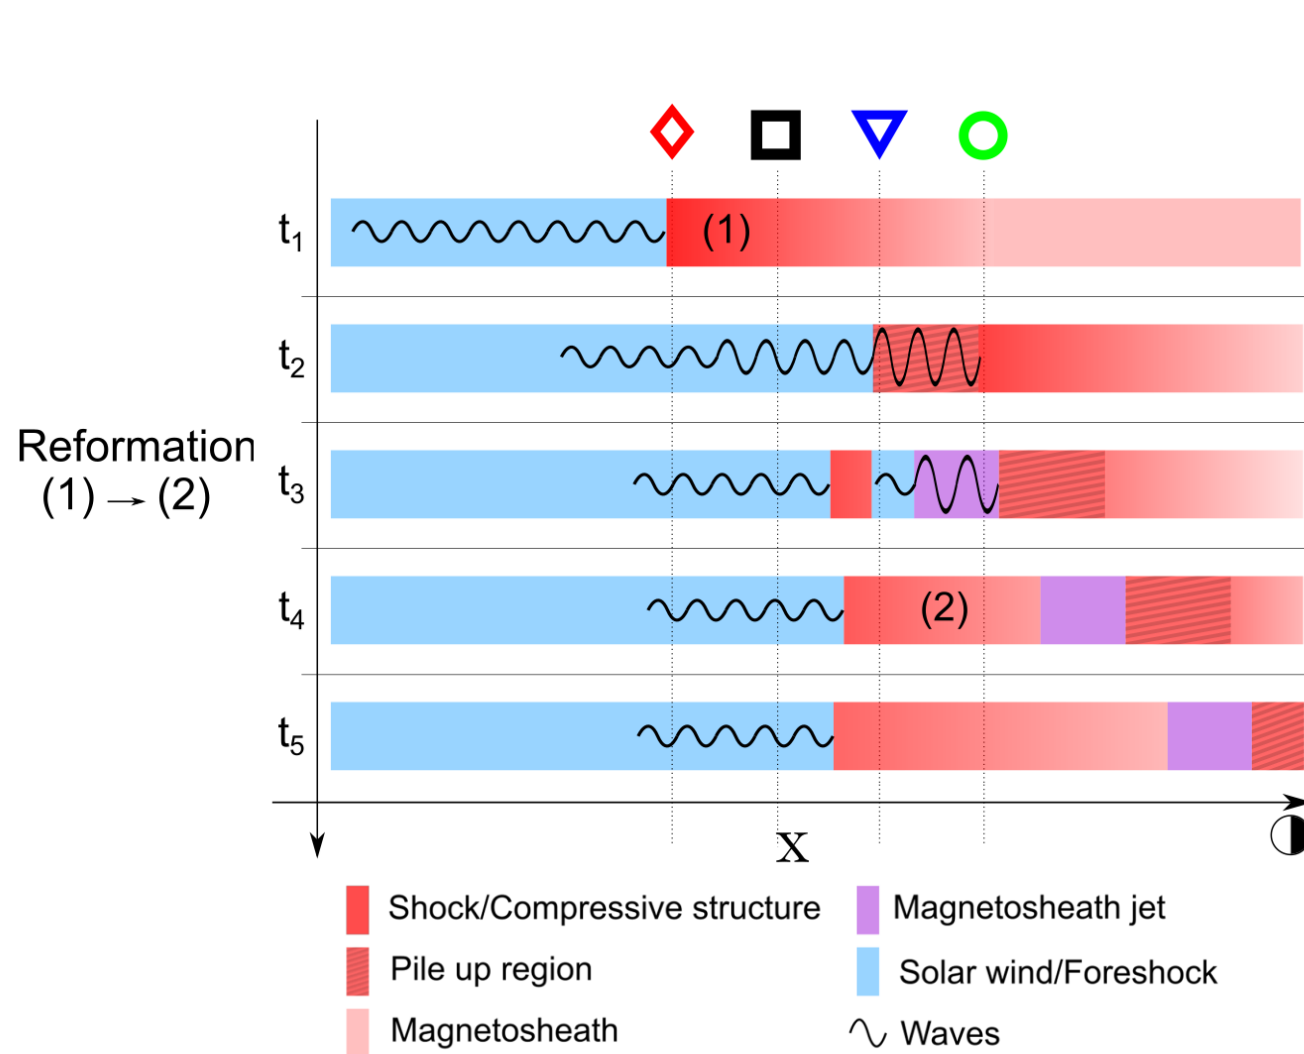 t1
(1)
t2
Reformation
(1) → (2)
t3
t4
(2)
t5
X
Shock/Compressive structure
Magnetosheath jet
Pile up region
Solar wind/Foreshock
Magnetosheath
Waves